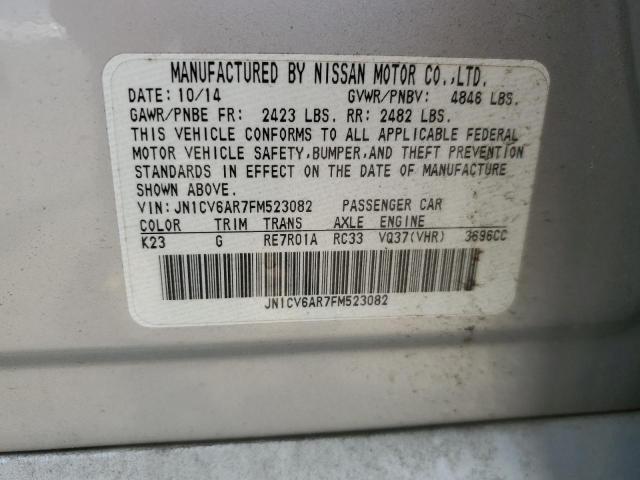 MANUFACTURED BY NISSAN MOTOR CO.,LTD.
DATE: 10/14 GVWR/PNBV: 4846 LBS.
GAWR/PNBE FR: 2423 LBS. RR: 2482 LBS.
THIS VEHICLE CONFORMS TO ALL APPLICABLE FEDERAL
MOTOR VEHICLE SAFETY,BUMPER,AND THEFT PREVENTION
STANDARDS IN EFFECT ON THE DATE OF MANUFACTURE
SHOWN ABOVE.
VIN: JN1CV6AR7FM523082 PASSENGER CAR
COLOR TRIM TRANS AXLE ENGINE
K23 G RE7R01A RC33 VQ37(VHR) 3696CC
JN1CV6AR7FM523082